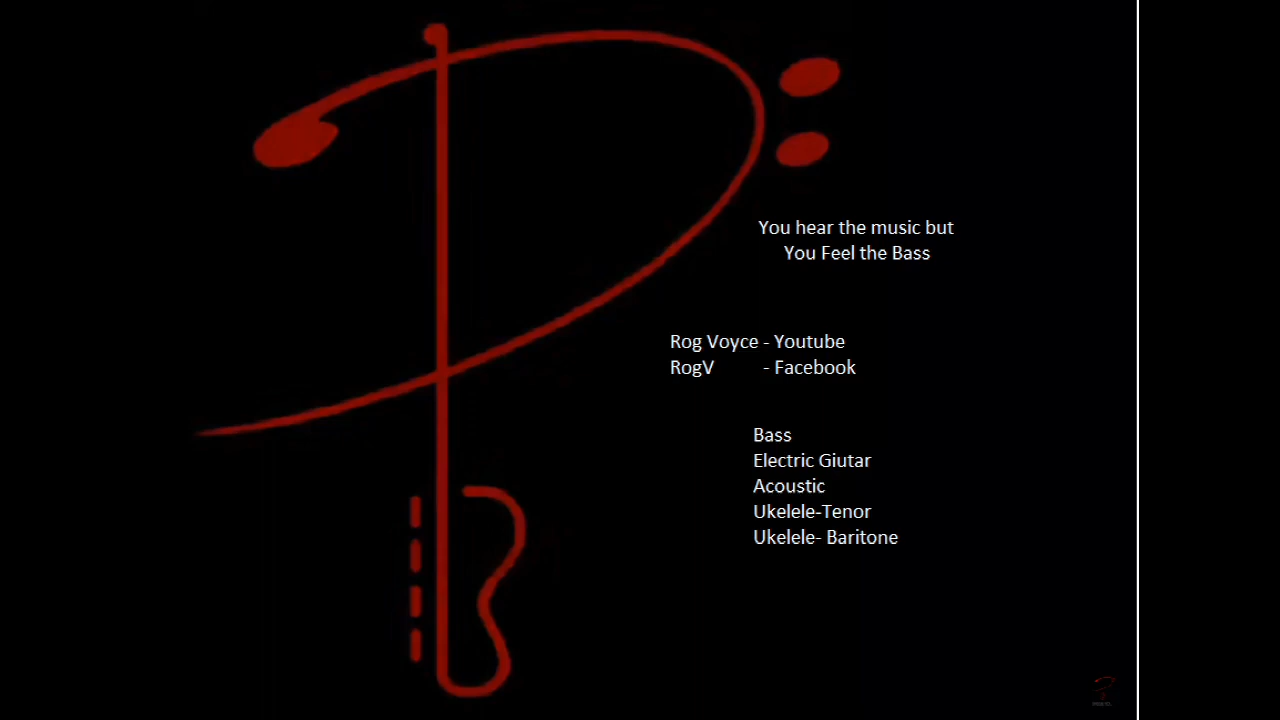 You hear the music but
You Feel the Bass
Rog Voyce - Youtube
RogV - Facebook
Bass
Electric Giutar
Acoustic
Ukelele-Tenor
Ukelele- Baritone